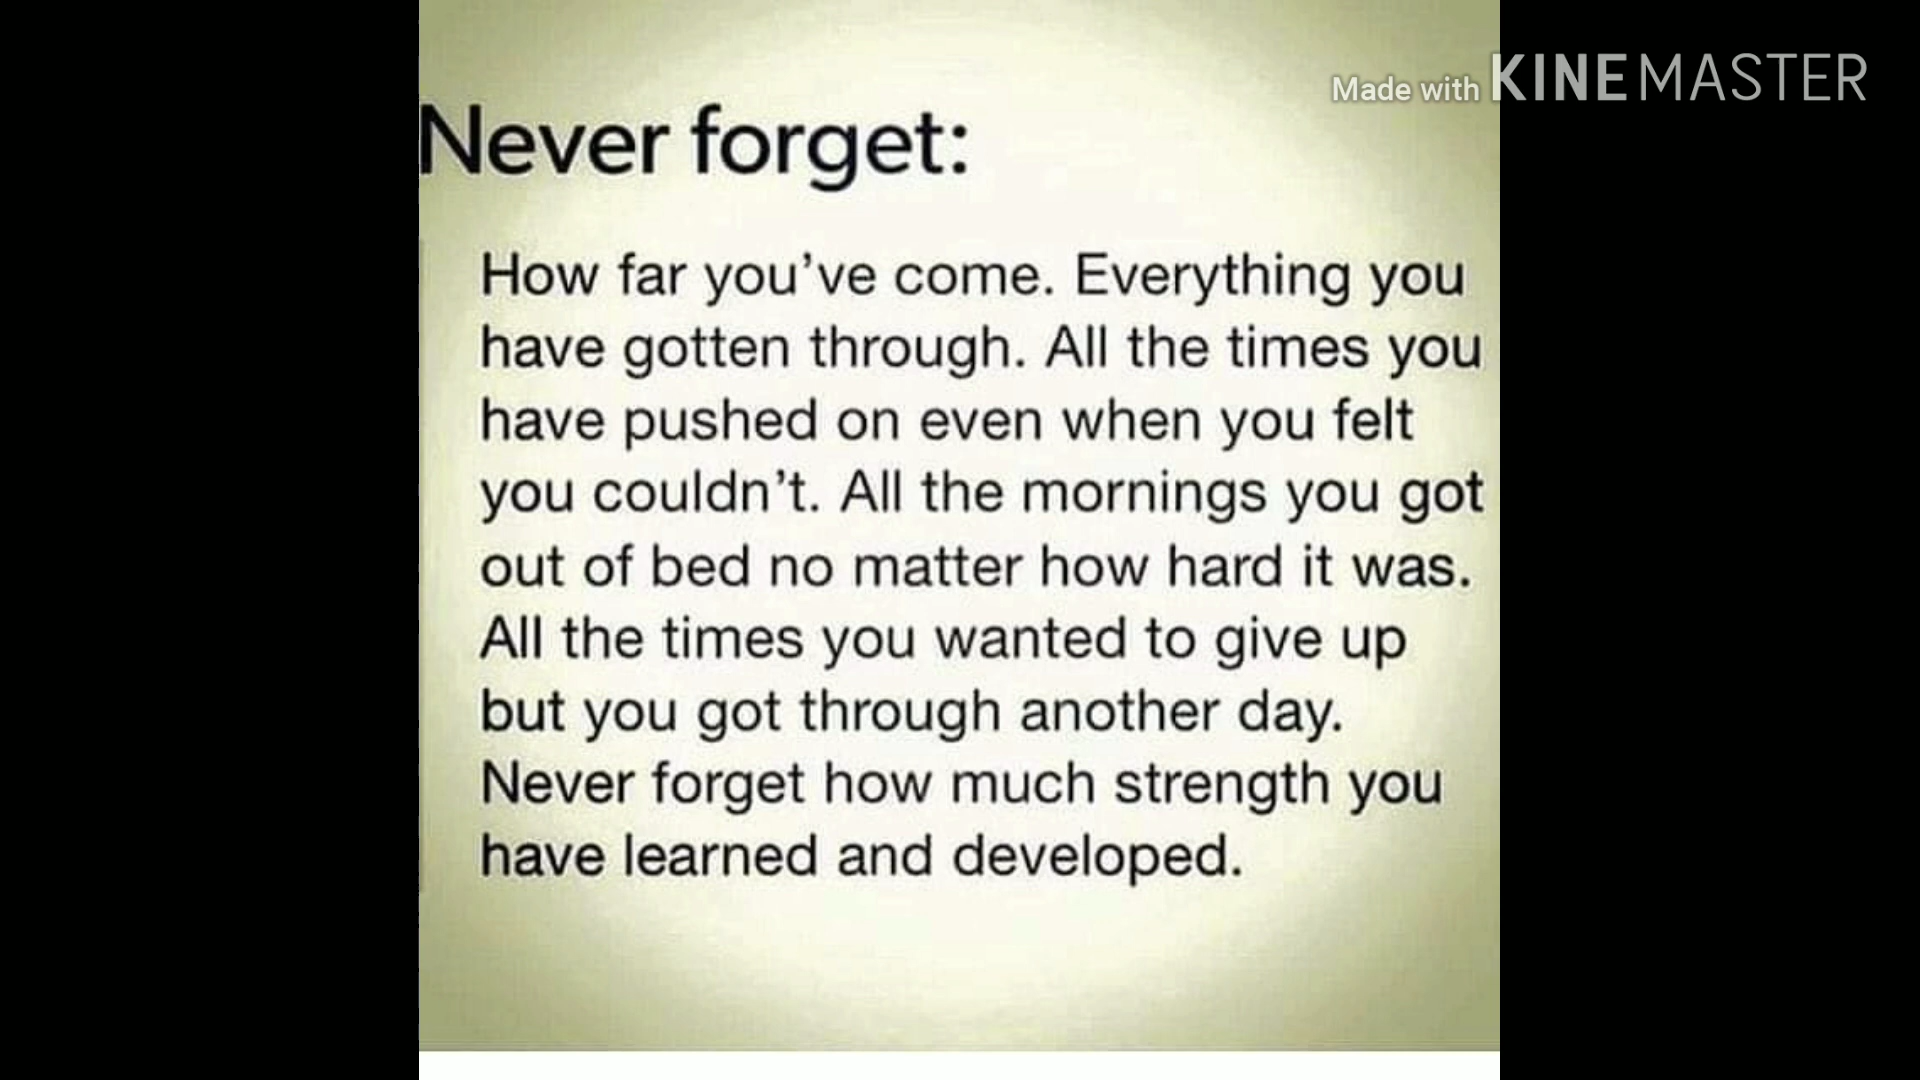 Made with KINEMASTER
Never forget:
How far you've come. Everything you
have gotten through. All the times you
have pushed on even when you felt
you couldn't. All the mornings you got
out of bed no matter how hard it was.
All the times you wanted to give up
but you got through another day.
Never forget how much strength you
have learned and developed.